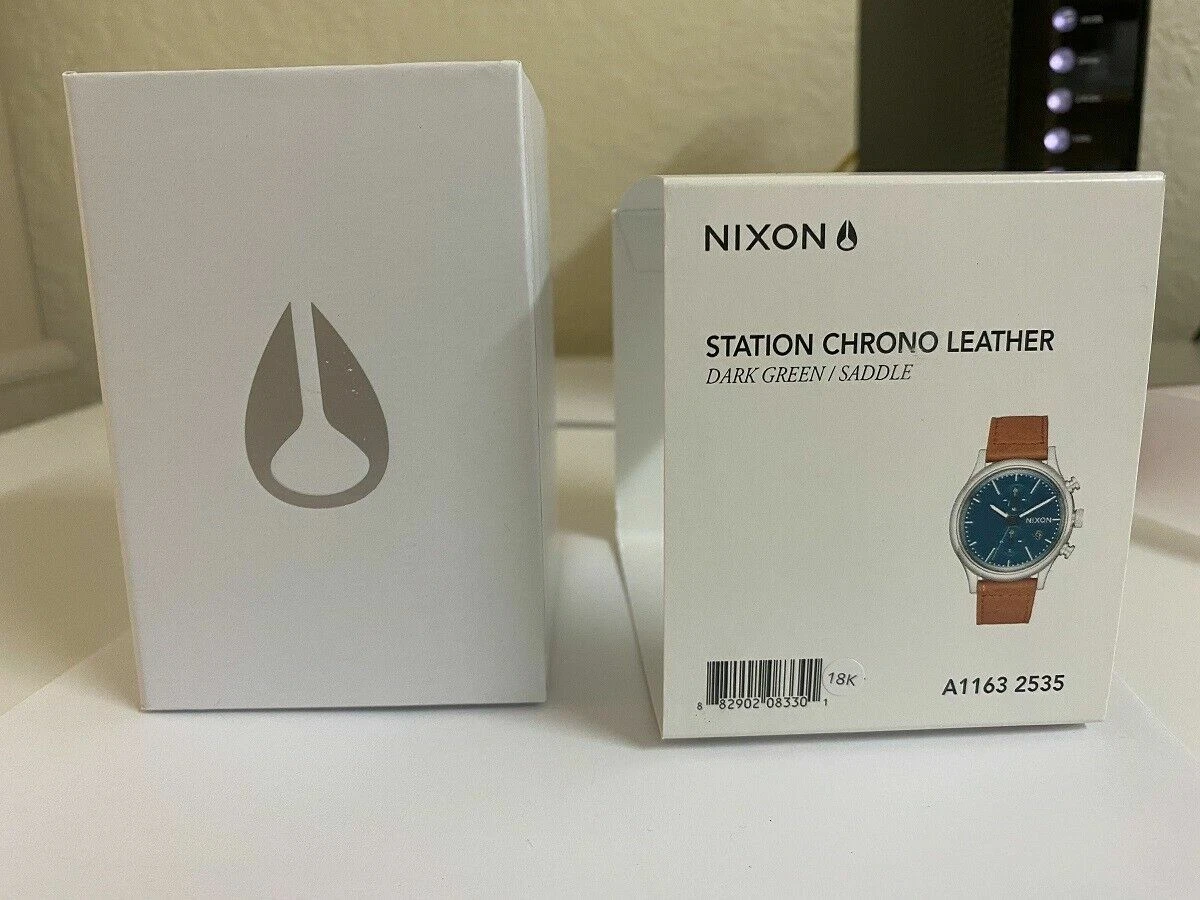 NIXON
STATION CHRONO LEATHER
DARK GREEN / SADDLE
NIXON
8 82902 08330 1
18K
A1163 2535